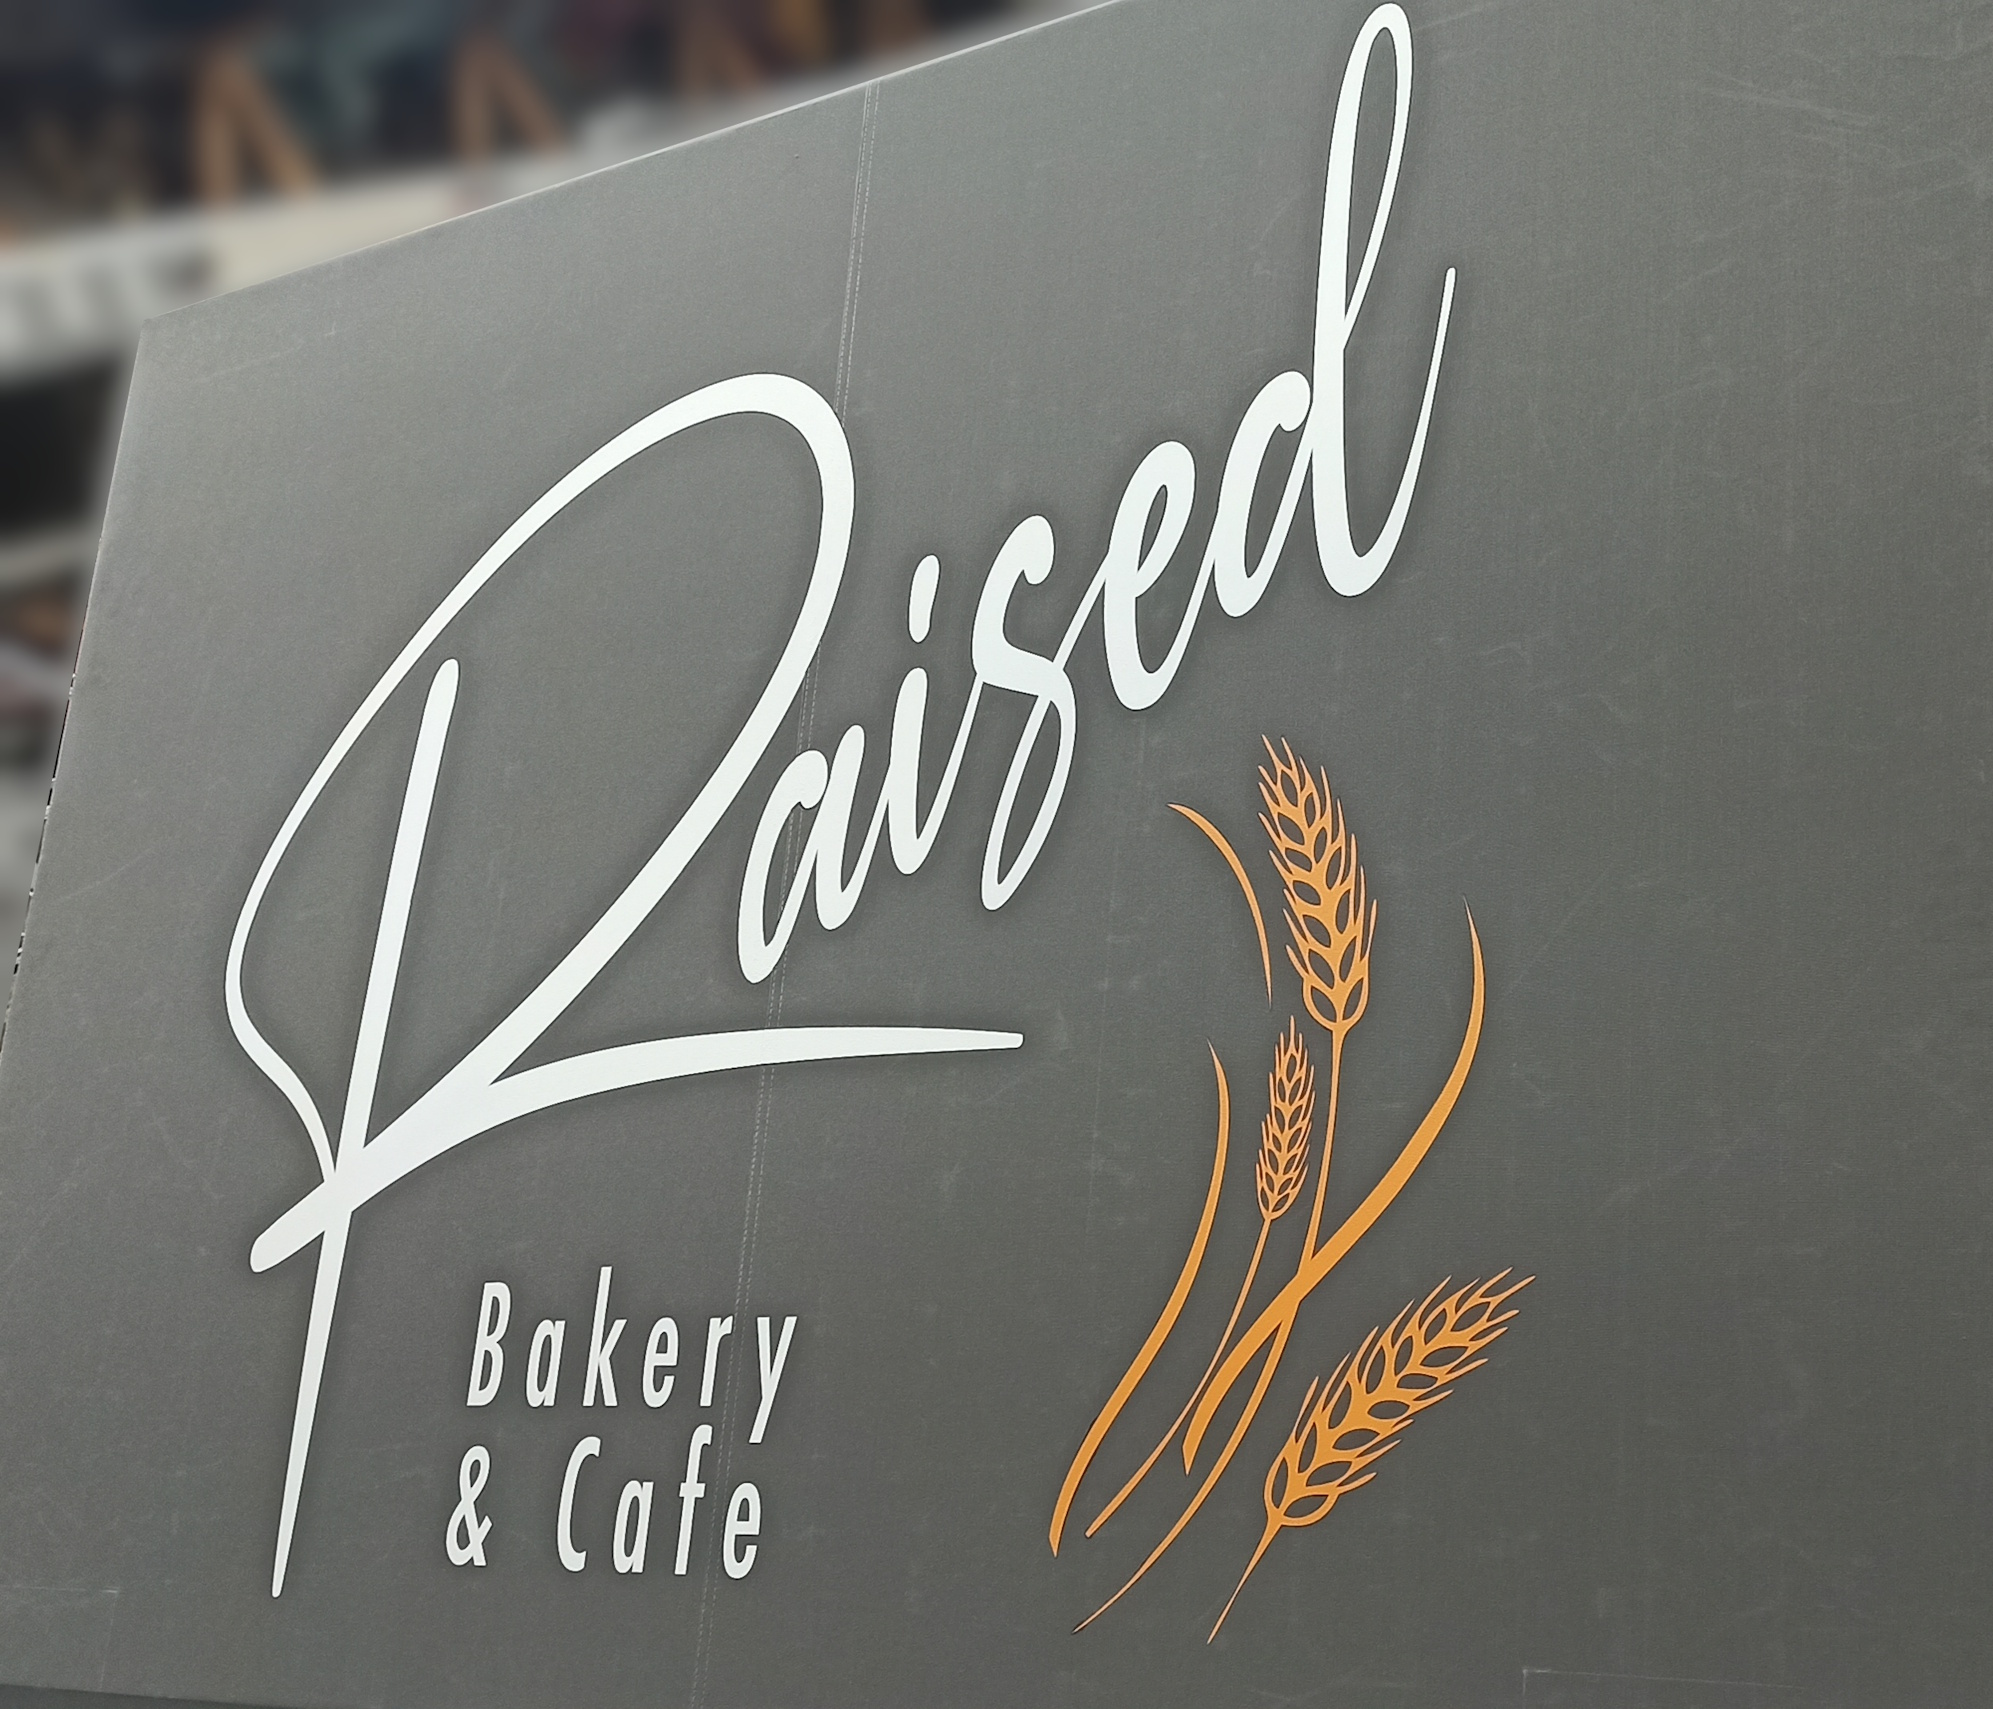 Raised
Bakery
& Cafe